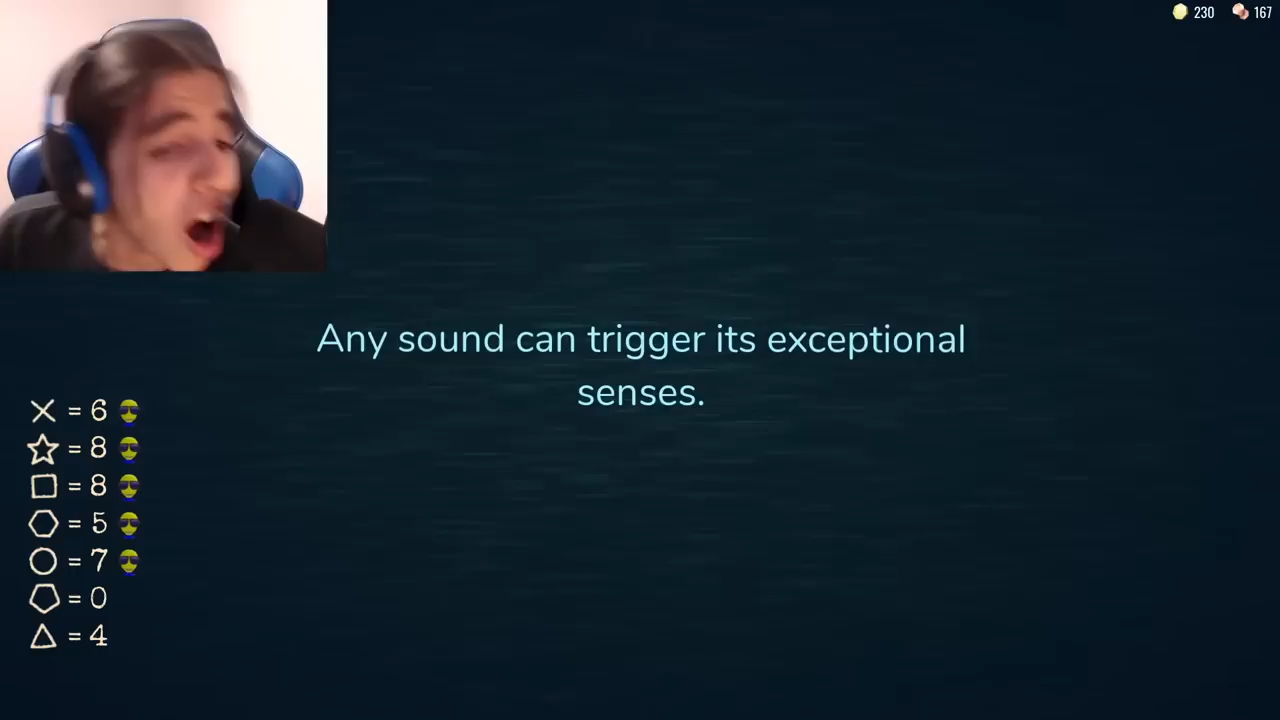 230 167
Any sound can trigger its exceptional
senses.
× = 6
☆ = 8
□ = 8
⬡ = 5
○ = 7
⬠ = 0
△ = 4